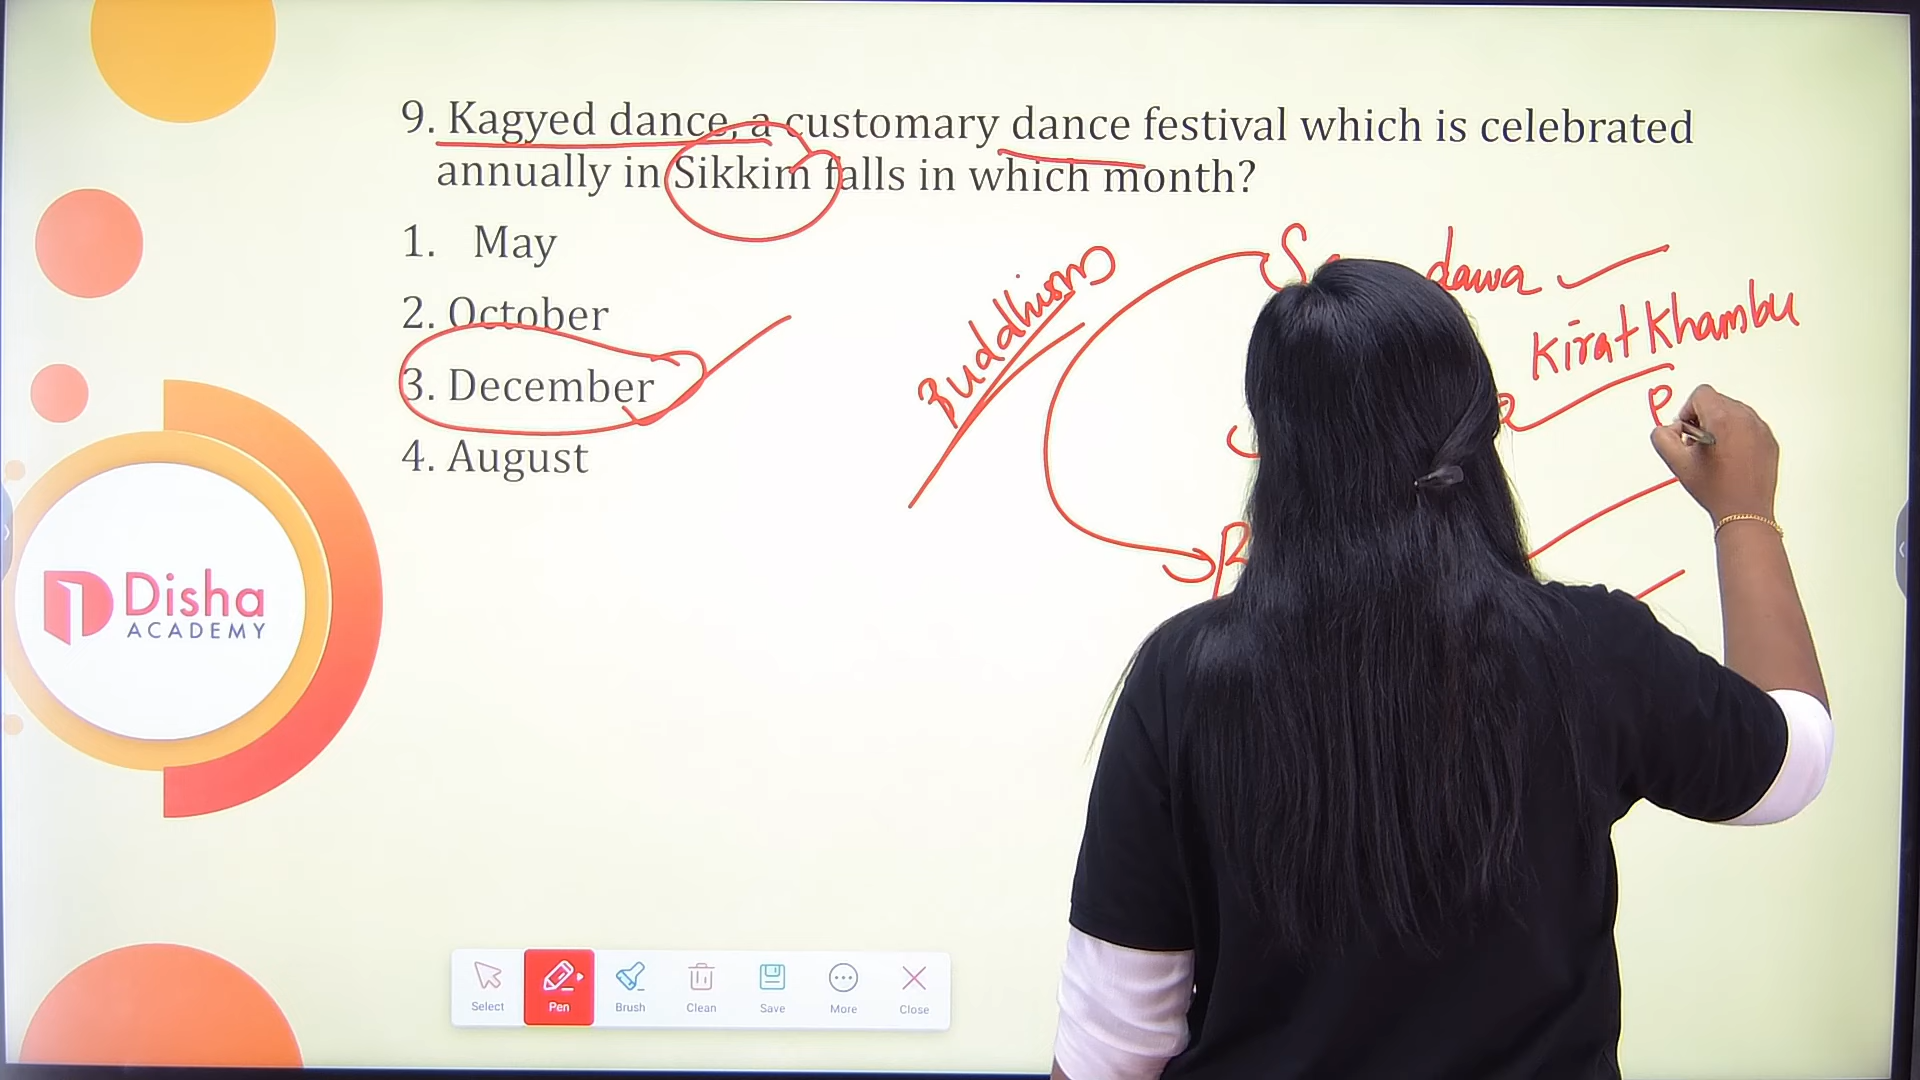 9. Kagyed dance, a customary dance festival which is celebrated
annually in Sikkim falls in which month?
1. May
2. October
3. December
4. August
Buddhism
dawa
Kirat Khambu
Disha
ACADEMY
Select
Pen
Brush
Clean
Save
More
Close